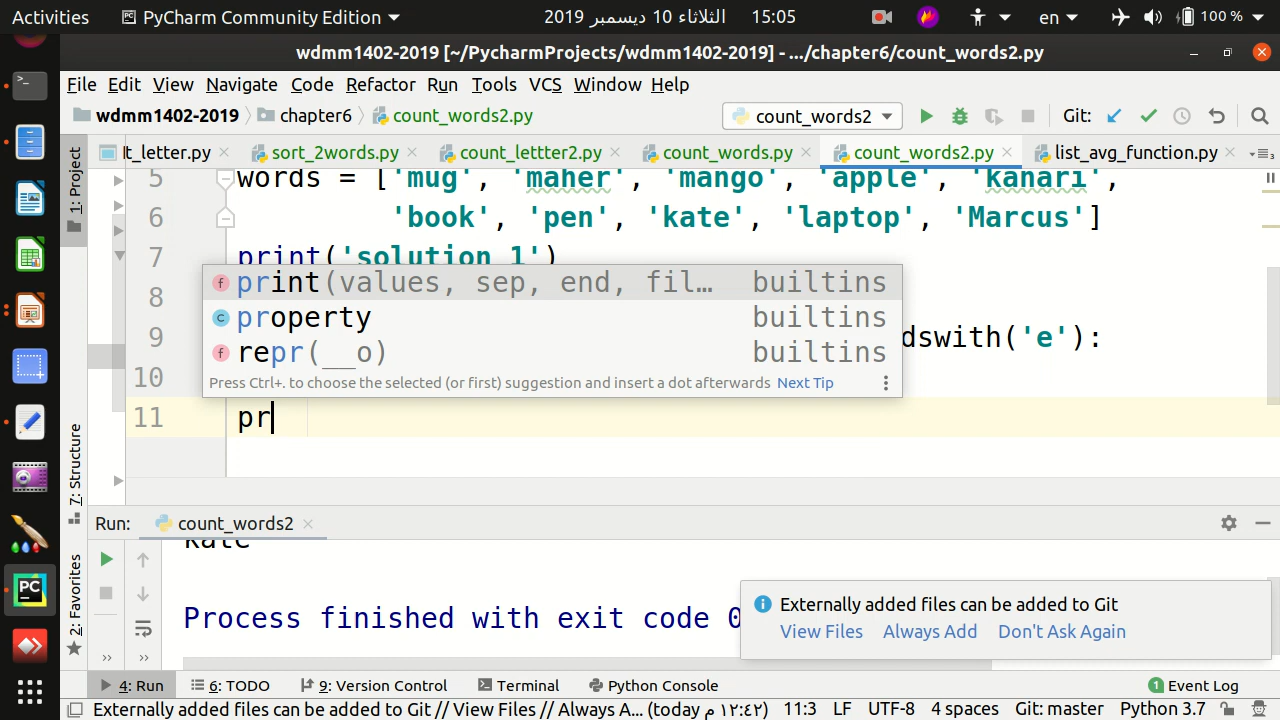 Activities PyCharm Community Edition الثلاثاء 10 ديسمبر 2019 15:05 en 100 %
wdmm1402-2019 [~/PycharmProjects/wdmm1402-2019] - .../chapter6/count_words2.py
File Edit View Navigate Code Refactor Run Tools VCS Window Help
wdmm1402-2019 chapter6 count_words2.py count_words2 Git:
lt_letter.py sort_2words.py count_lettter2.py count_words.py count_words2.py list_avg_function.py 3
1: Project
5 words = ['mug', 'maher', 'mango', 'apple', 'kahari',
6 'book', 'pen', 'kate', 'laptop', 'Marcus']
7 print('solution 1')
print(values, sep, end, fil... builtins
8
property builtins
9 dswith('e'):
repr(__o) builtins
10
Press Ctrl+. to choose the selected (or first) suggestion and insert a dot afterwards Next Tip
11 pr
7: Structure
2: Favorites
Run: count_words2
kate
Process finished with exit code 0
Externally added files can be added to Git
View Files Always Add Don't Ask Again
4: Run 6: TODO 9: Version Control Terminal Python Console 1 Event Log
Externally added files can be added to Git // View Files // Always A... (today م ١٢:٤٢) 11:3 LF UTF-8 4 spaces Git: master Python 3.7